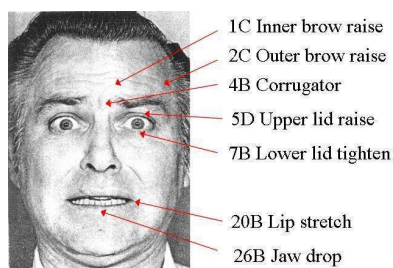 1C Inner brow raise
2C Outer brow raise
4B Corrugator
5D Upper lid raise
7B Lower lid tighten
20B Lip stretch
26B Jaw drop